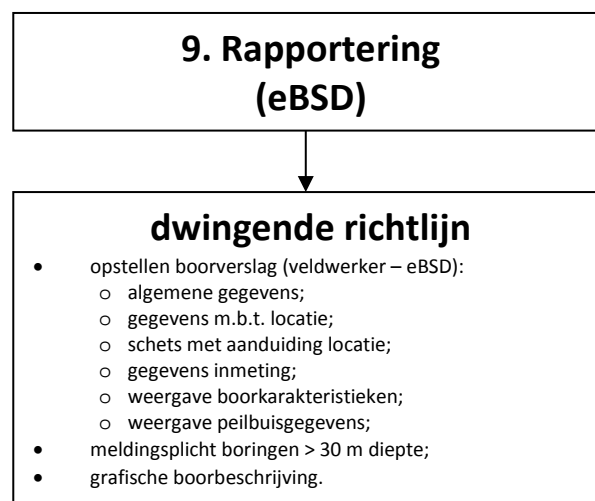 9. Rapportering
(eBSD)
dwingende richtlijn
• opstellen boorverslag (veldwerker – eBSD):
o algemene gegevens;
o gegevens m.b.t. locatie;
o schets met aanduiding locatie;
o gegevens inmeting;
o weergave boorkarakteristieken;
o weergave peilbuisgegevens;
• meldingsplicht boringen > 30 m diepte;
• grafische boorbeschrijving.